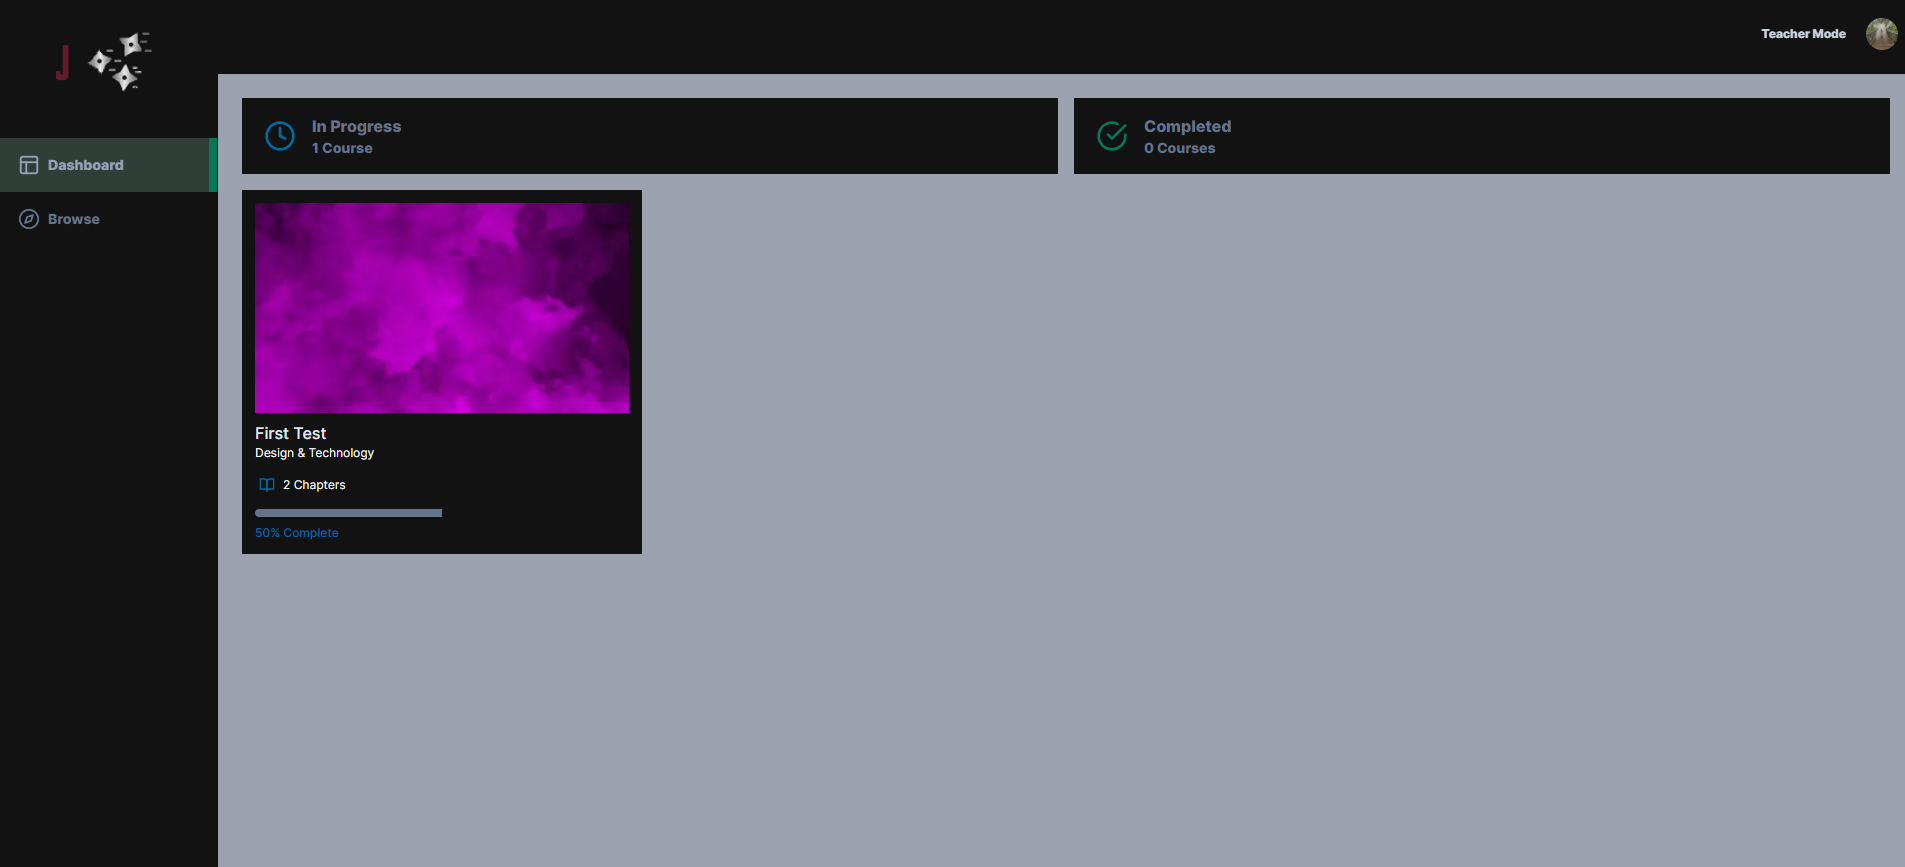 J
Teacher Mode
Dashboard
Browse
In Progress
1 Course
Completed
0 Courses
First Test
Design & Technology
2 Chapters
50% Complete